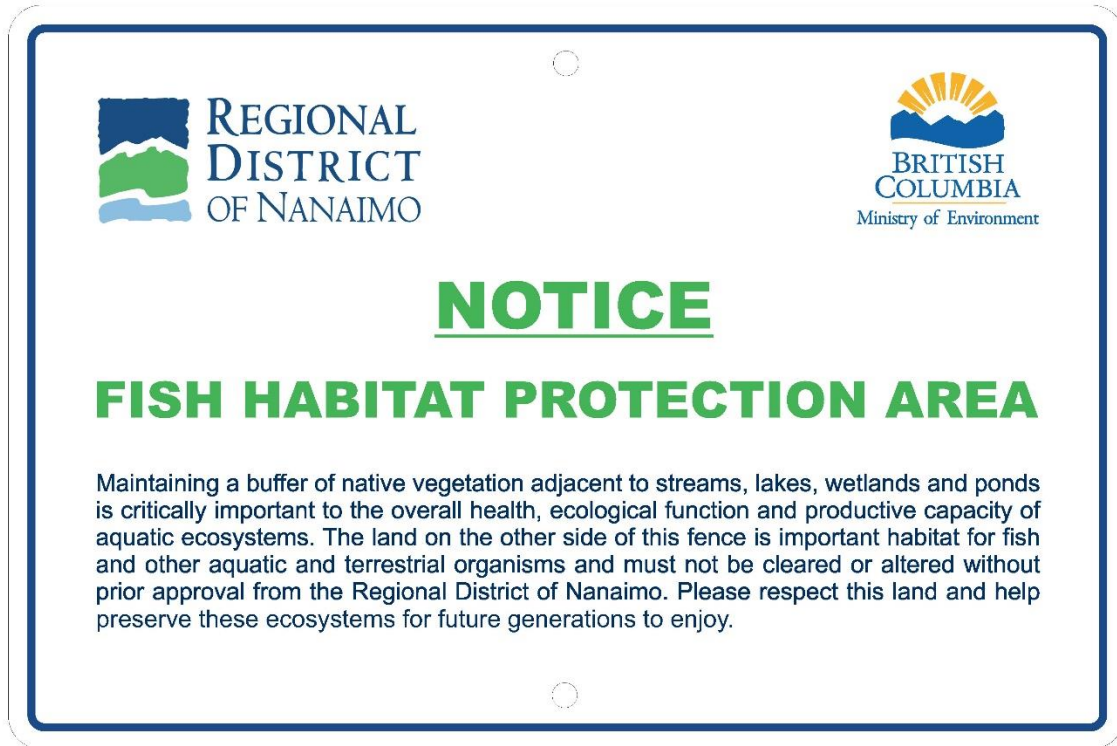 REGIONAL
DISTRICT
OF NANAIMO
BRITISH
COLUMBIA
Ministry of Environment
NOTICE
FISH HABITAT PROTECTION AREA
Maintaining a buffer of native vegetation adjacent to streams, lakes, wetlands and ponds
is critically important to the overall health, ecological function and productive capacity of
aquatic ecosystems. The land on the other side of this fence is important habitat for fish
and other aquatic and terrestrial organisms and must not be cleared or altered without
prior approval from the Regional District of Nanaimo. Please respect this land and help
preserve these ecosystems for future generations to enjoy.